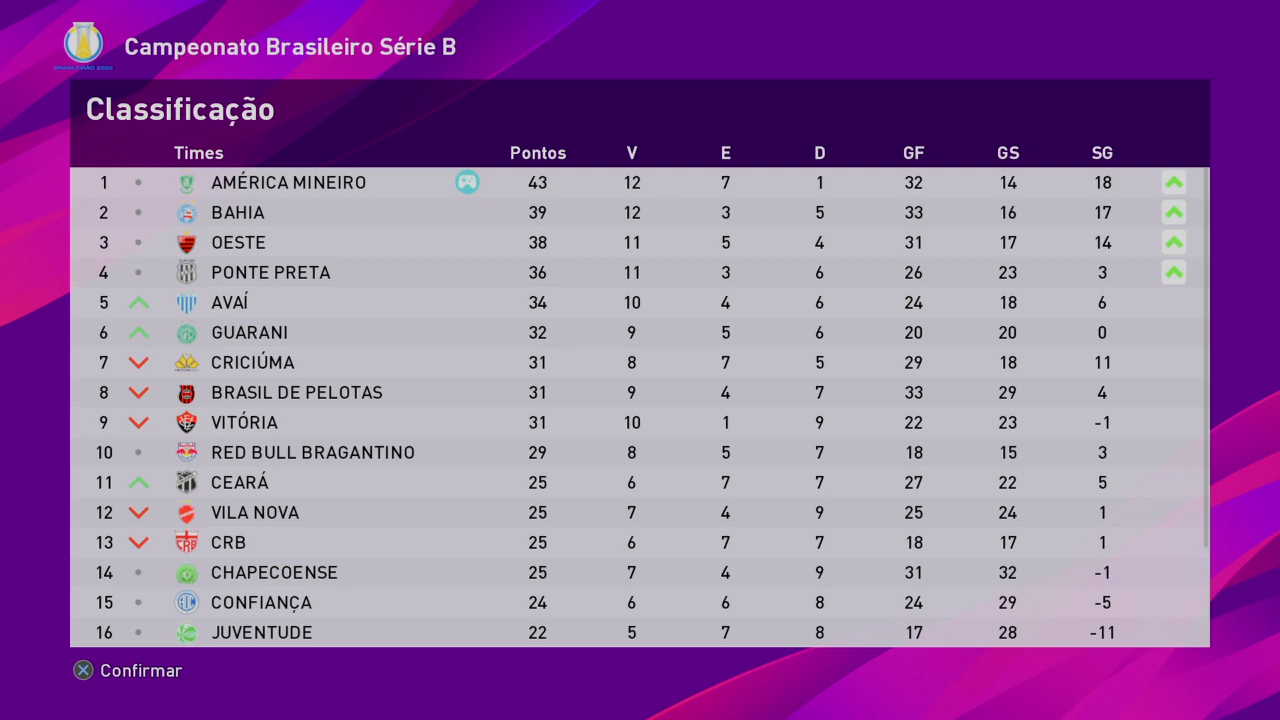 Campeonato Brasileiro Série B
BRASILEIRÃO 2020
Classificação
Times Pontos V E D GF GS SG
1 AMÉRICA MINEIRO 43 12 7 1 32 14 18
2 BAHIA 39 12 3 5 33 16 17
3 OESTE 38 11 5 4 31 17 14
4 PONTE PRETA 36 11 3 6 26 23 3
5 AVAÍ 34 10 4 6 24 18 6
6 GUARANI 32 9 5 6 20 20 0
7 CRICIÚMA 31 8 7 5 29 18 11
8 BRASIL DE PELOTAS 31 9 4 7 33 29 4
9 VITÓRIA 31 10 1 9 22 23 -1
10 RED BULL BRAGANTINO 29 8 5 7 18 15 3
11 CEARÁ 25 6 7 7 27 22 5
12 VILA NOVA 25 7 4 9 25 24 1
13 CRB 25 6 7 7 18 17 1
14 CHAPECOENSE 25 7 4 9 31 32 -1
15 CONFIANÇA 24 6 6 8 24 29 -5
16 JUVENTUDE 22 5 7 8 17 28 -11
Confirmar